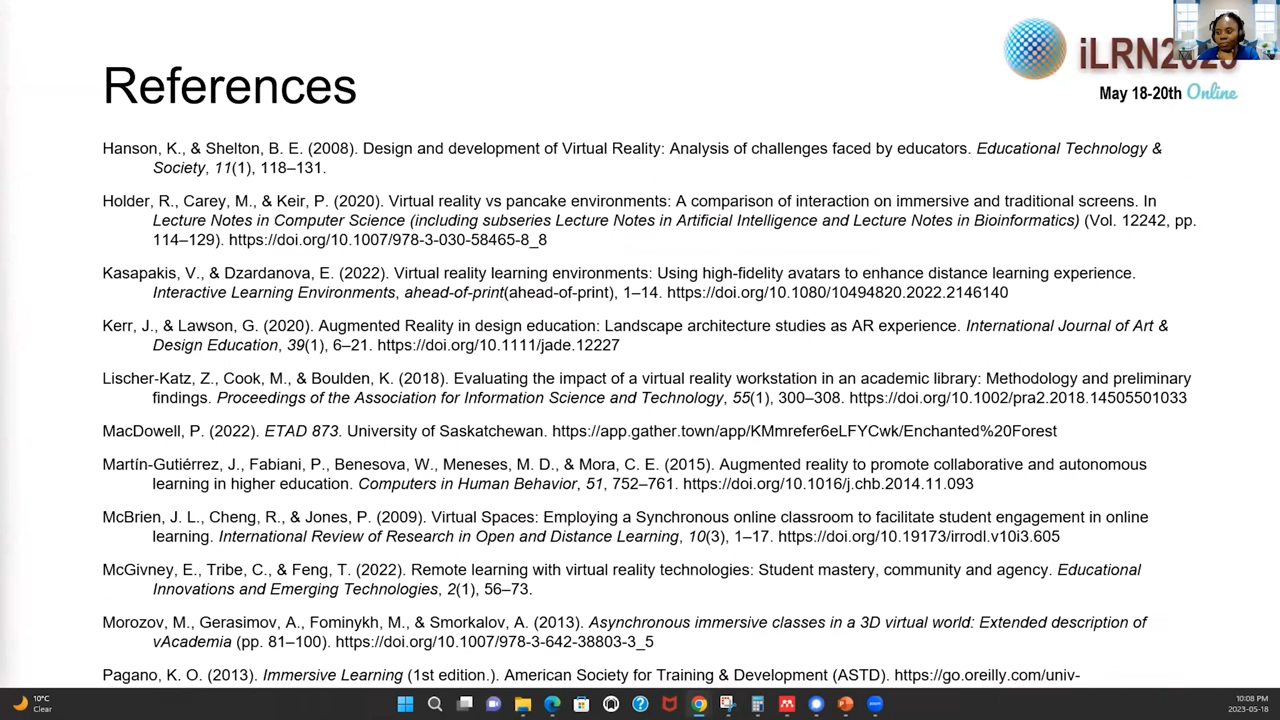 References
iLRN2023
May 18-20th Online
Hanson, K., & Shelton, B. E. (2008). Design and development of Virtual Reality: Analysis of challenges faced by educators. Educational Technology &
Society, 11(1), 118–131.
Holder, R., Carey, M., & Keir, P. (2020). Virtual reality vs pancake environments: A comparison of interaction on immersive and traditional screens. In
Lecture Notes in Computer Science (including subseries Lecture Notes in Artificial Intelligence and Lecture Notes in Bioinformatics) (Vol. 12242, pp.
114–129). https://doi.org/10.1007/978-3-030-58465-8_8
Kasapakis, V., & Dzardanova, E. (2022). Virtual reality learning environments: Using high-fidelity avatars to enhance distance learning experience.
Interactive Learning Environments, ahead-of-print(ahead-of-print), 1–14. https://doi.org/10.1080/10494820.2022.2146140
Kerr, J., & Lawson, G. (2020). Augmented Reality in design education: Landscape architecture studies as AR experience. International Journal of Art &
Design Education, 39(1), 6–21. https://doi.org/10.1111/jade.12227
Lischer-Katz, Z., Cook, M., & Boulden, K. (2018). Evaluating the impact of a virtual reality workstation in an academic library: Methodology and preliminary
findings. Proceedings of the Association for Information Science and Technology, 55(1), 300–308. https://doi.org/10.1002/pra2.2018.14505501033
MacDowell, P. (2022). ETAD 873. University of Saskatchewan. https://app.gather.town/app/KMmrefer6eLFYCwk/Enchanted%20Forest
Martín-Gutiérrez, J., Fabiani, P., Benesova, W., Meneses, M. D., & Mora, C. E. (2015). Augmented reality to promote collaborative and autonomous
learning in higher education. Computers in Human Behavior, 51, 752–761. https://doi.org/10.1016/j.chb.2014.11.093
McBrien, J. L., Cheng, R., & Jones, P. (2009). Virtual Spaces: Employing a Synchronous online classroom to facilitate student engagement in online
learning. International Review of Research in Open and Distance Learning, 10(3), 1–17. https://doi.org/10.19173/irrodl.v10i3.605
McGivney, E., Tribe, C., & Feng, T. (2022). Remote learning with virtual reality technologies: Student mastery, community and agency. Educational
Innovations and Emerging Technologies, 2(1), 56–73.
Morozov, M., Gerasimov, A., Fominykh, M., & Smorkalov, A. (2013). Asynchronous immersive classes in a 3D virtual world: Extended description of
vAcademia (pp. 81–100). https://doi.org/10.1007/978-3-642-38803-3_5
Pagano, K. O. (2013). Immersive Learning (1st edition.). American Society for Training & Development (ASTD). https://go.oreilly.com/univ-
10°C
Clear
10:08 PM
2023-05-18